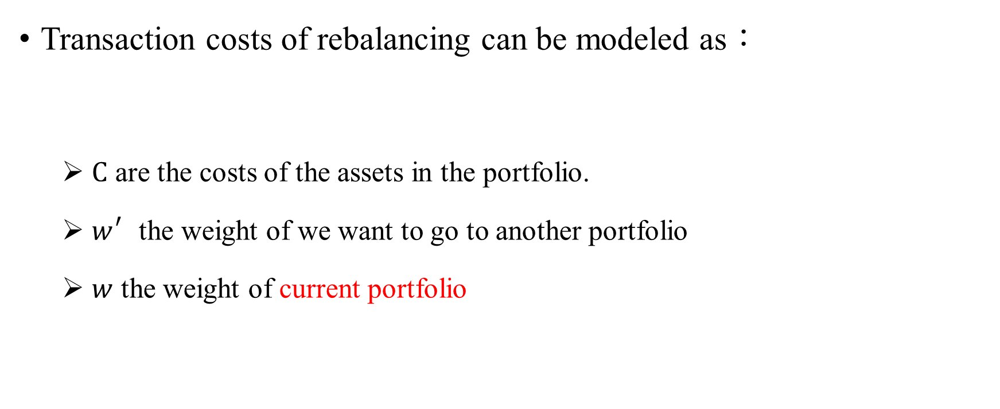 • Transaction costs of rebalancing can be modeled as：
➢ C are the costs of the assets in the portfolio.
➢ w′ the weight of we want to go to another portfolio
➢ w the weight of current portfolio